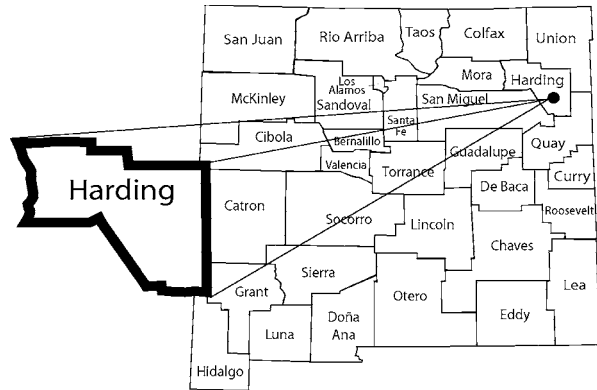 San Juan
Rio Arriba
Taos
Colfax
Union
Mora
Harding
Los
Alamos
McKinley
Sandoval
San Miguel
Santa
Fe
Cibola
Bernalillo
Quay
Valencia
Torrance
Guadalupe
Curry
Harding
De Baca
Catron
Socorro
Lincoln
Roosevelt
Chaves
Sierra
Grant
Otero
Lea
Luna
Doña
Ana
Eddy
Hidalgo